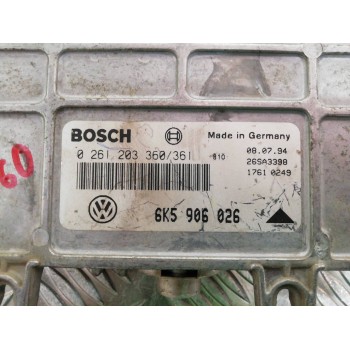 60
BOSCH
Made in Germany
0 261 203 360/361
-810
08.07.94
26SA3398
1761 0249
6K5 906 026